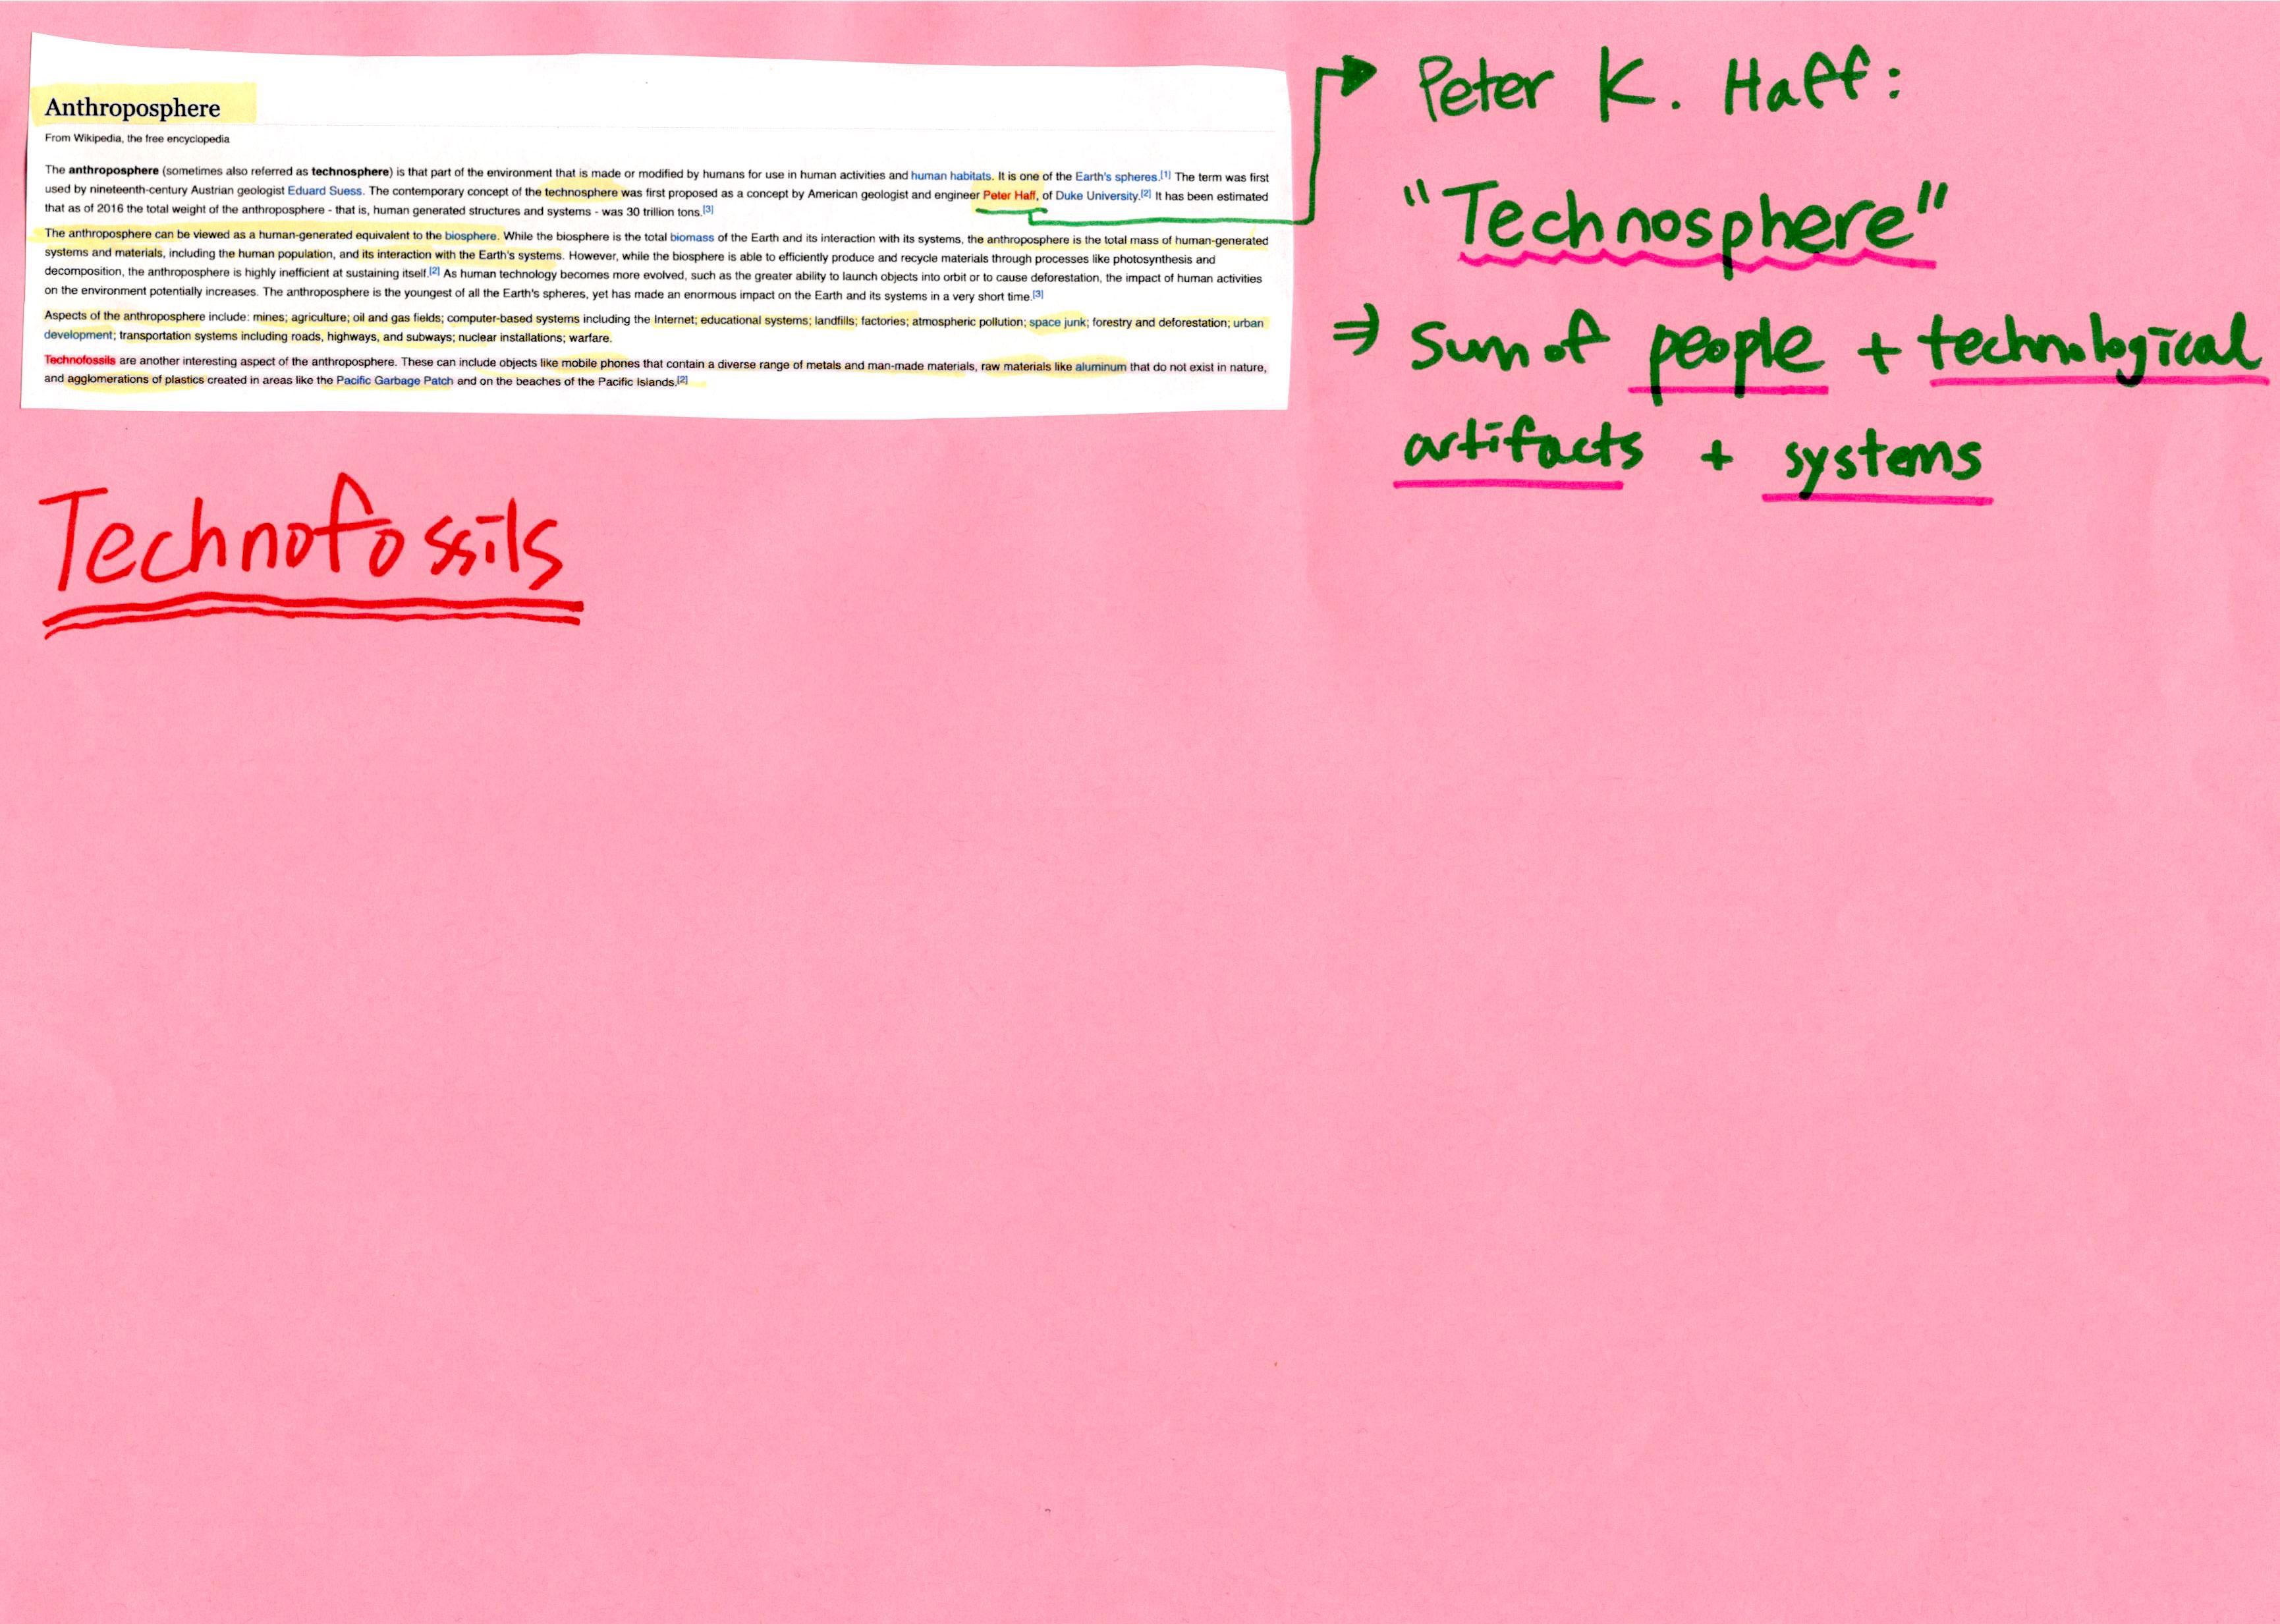 Anthroposphere
From Wikipedia, the free encyclopedia
The anthroposphere (sometimes also referred as technosphere) is that part of the environment that is made or modified by humans for use in human activities and human habitats. It is one of the Earth's spheres.[1] The term was first
used by nineteenth-century Austrian geologist Eduard Suess. The contemporary concept of the technosphere was first proposed as a concept by American geologist and engineer Peter Haff, of Duke University.[2] It has been estimated
that as of 2016 the total weight of the anthroposphere - that is, human generated structures and systems - was 30 trillion tons.[3]
The anthroposphere can be viewed as a human-generated equivalent to the biosphere. While the biosphere is the total biomass of the Earth and its interaction with its systems, the anthroposphere is the total mass of human-generated
systems and materials, including the human population, and its interaction with the Earth's systems. However, while the biosphere is able to efficiently produce and recycle materials through processes like photosynthesis and
decomposition, the anthroposphere is highly inefficient at sustaining itself.[2] As human technology becomes more evolved, such as the greater ability to launch objects into orbit or to cause deforestation, the impact of human activities
on the environment potentially increases. The anthroposphere is the youngest of all the Earth's spheres, yet has made an enormous impact on the Earth and its systems in a very short time.[3]
Aspects of the anthroposphere include: mines; agriculture; oil and gas fields; computer-based systems including the Internet; educational systems; landfills; factories; atmospheric pollution; space junk; forestry and deforestation; urban
development; transportation systems including roads, highways, and subways; nuclear installations; warfare.
Technofossils are another interesting aspect of the anthroposphere. These can include objects like mobile phones that contain a diverse range of metals and man-made materials, raw materials like aluminum that do not exist in nature,
and agglomerations of plastics created in areas like the Pacific Garbage Patch and on the beaches of the Pacific Islands.[2]
Peter K. Haff:
"Technosphere"
⇒ sum of people + technological
artifacts + systems
Technofossils